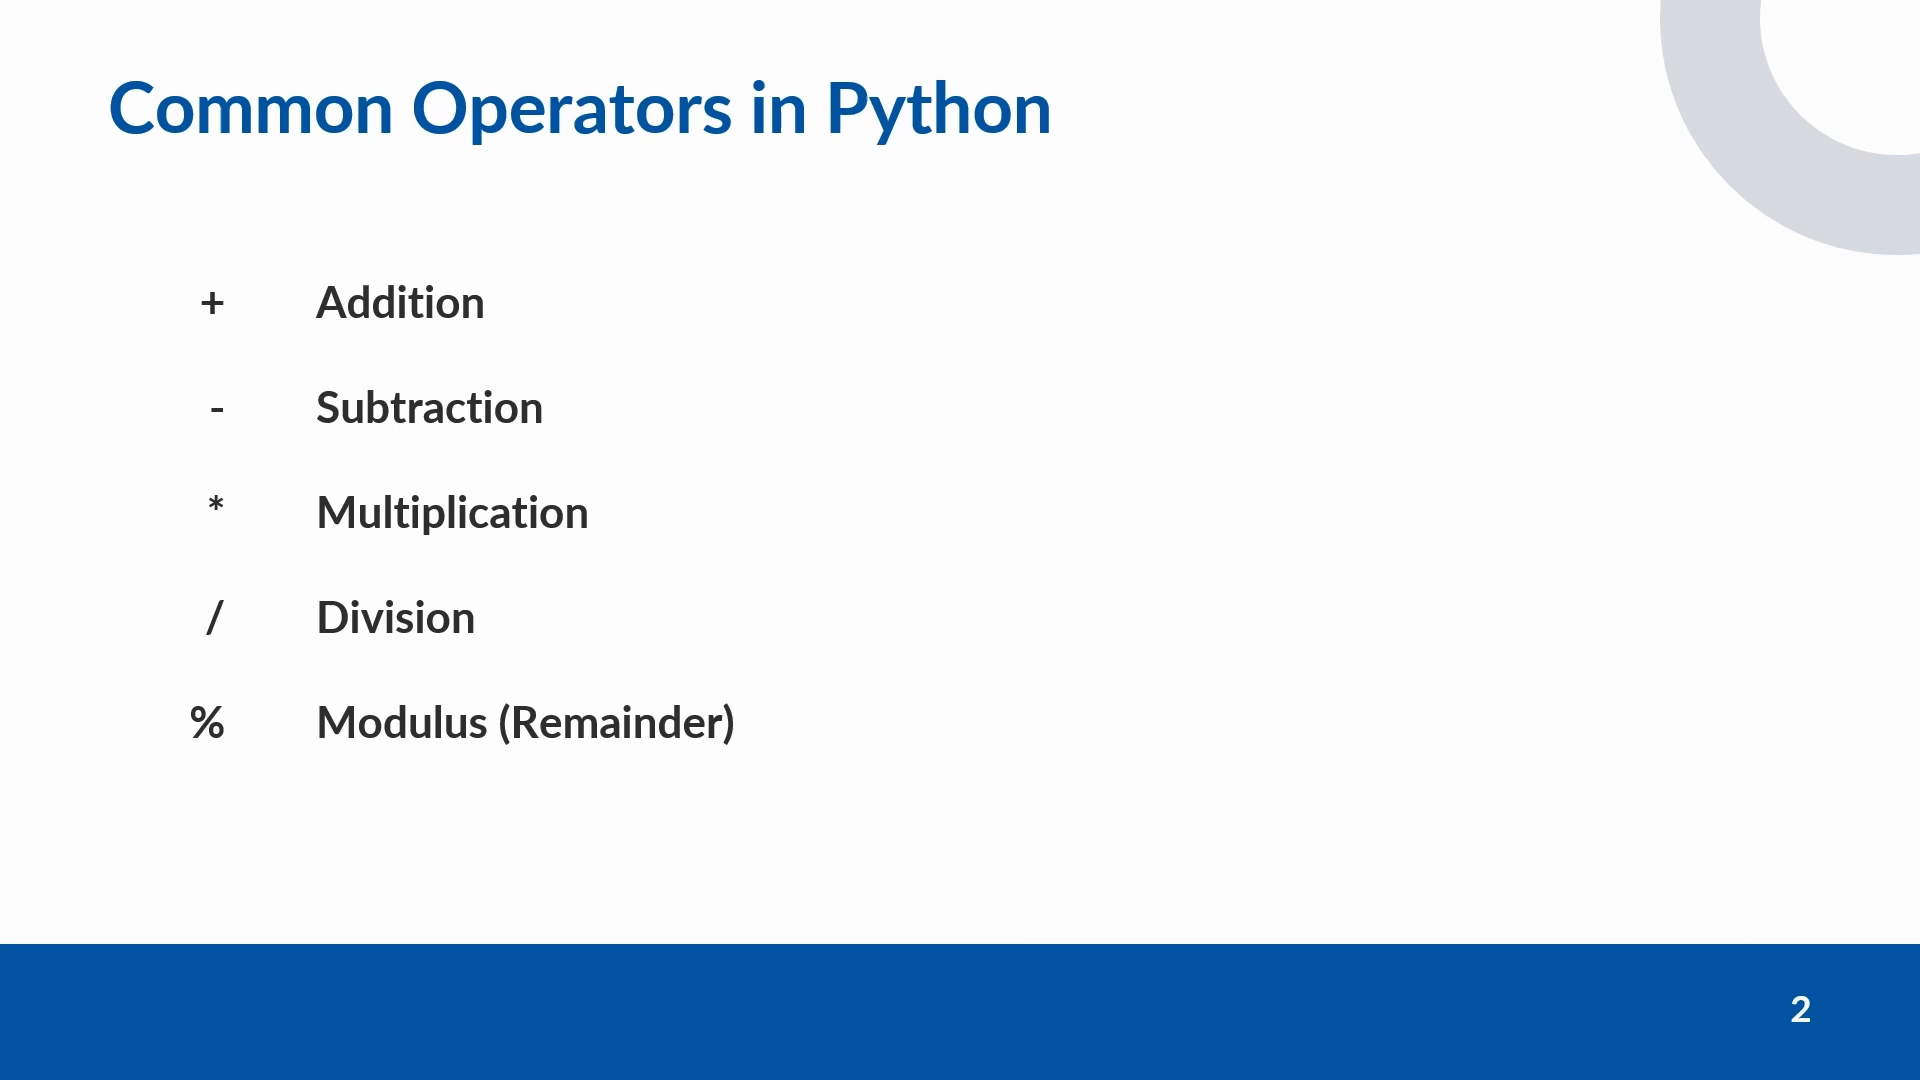 Common Operators in Python
+ Addition
- Subtraction
* Multiplication
/ Division
% Modulus (Remainder)
2